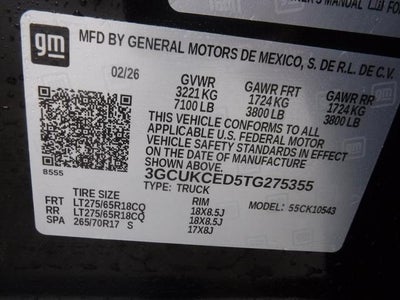 OWNER'S MANUAL
gm
MFD BY GENERAL MOTORS DE MEXICO, S. DE R.L. DE C.V.
02/26 GVWR GAWR FRT GAWR RR
3221 KG 1724 KG 1724 KG
7100 LB 3800 LB 3800 LB
THIS VEHICLE CONFORMS TO ALL
APPLICABLE U.S. FEDERAL MOTOR
VEHICLE SAFETY STANDARDS IN EFFECT
ON THE DATE OF MANUFACTURE
SHOWN ABOVE
B555 3GCUKCED5TG275355
TYPE: TRUCK
TIRE SIZE RIM MODEL: 55CK10543
FRT LT275/65R18CQ 18X8.5J
RR LT275/65R18CQ 18X8.5J
SPA 265/70R17 S 17X8J